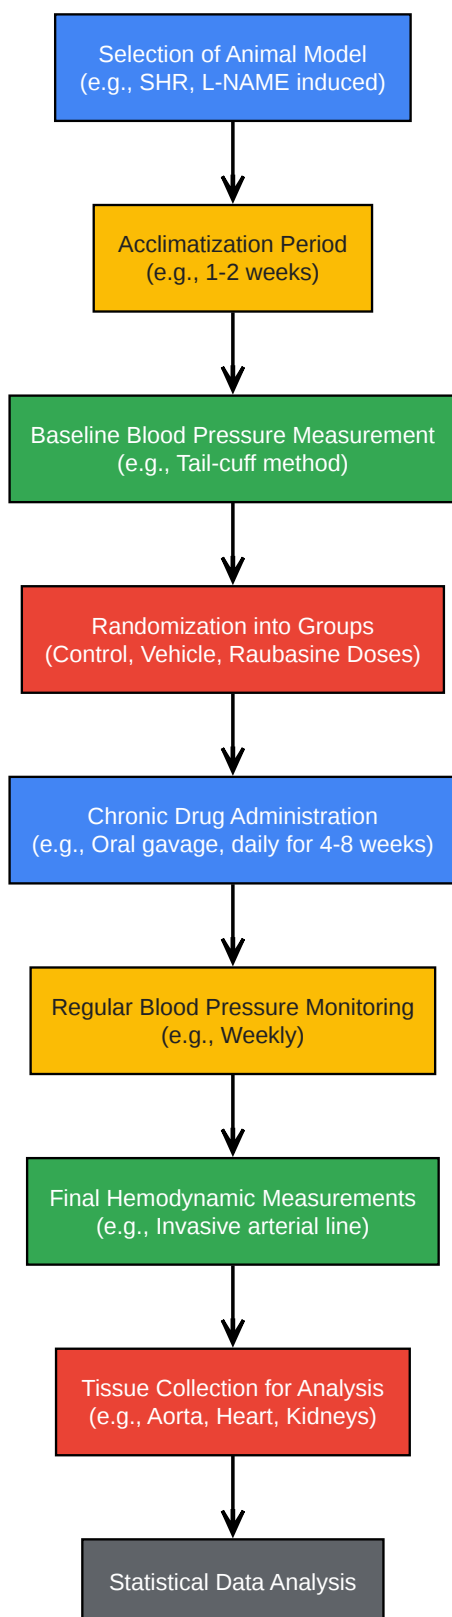 Selection of Animal Model
(e.g., SHR, L-NAME induced)
Acclimatization Period
(e.g., 1-2 weeks)
Baseline Blood Pressure Measurement
(e.g., Tail-cuff method)
Randomization into Groups
(Control, Vehicle, Raubasine Doses)
Chronic Drug Administration
(e.g., Oral gavage, daily for 4-8 weeks)
Regular Blood Pressure Monitoring
(e.g., Weekly)
Final Hemodynamic Measurements
(e.g., Invasive arterial line)
Tissue Collection for Analysis
(e.g., Aorta, Heart, Kidneys)
Statistical Data Analysis